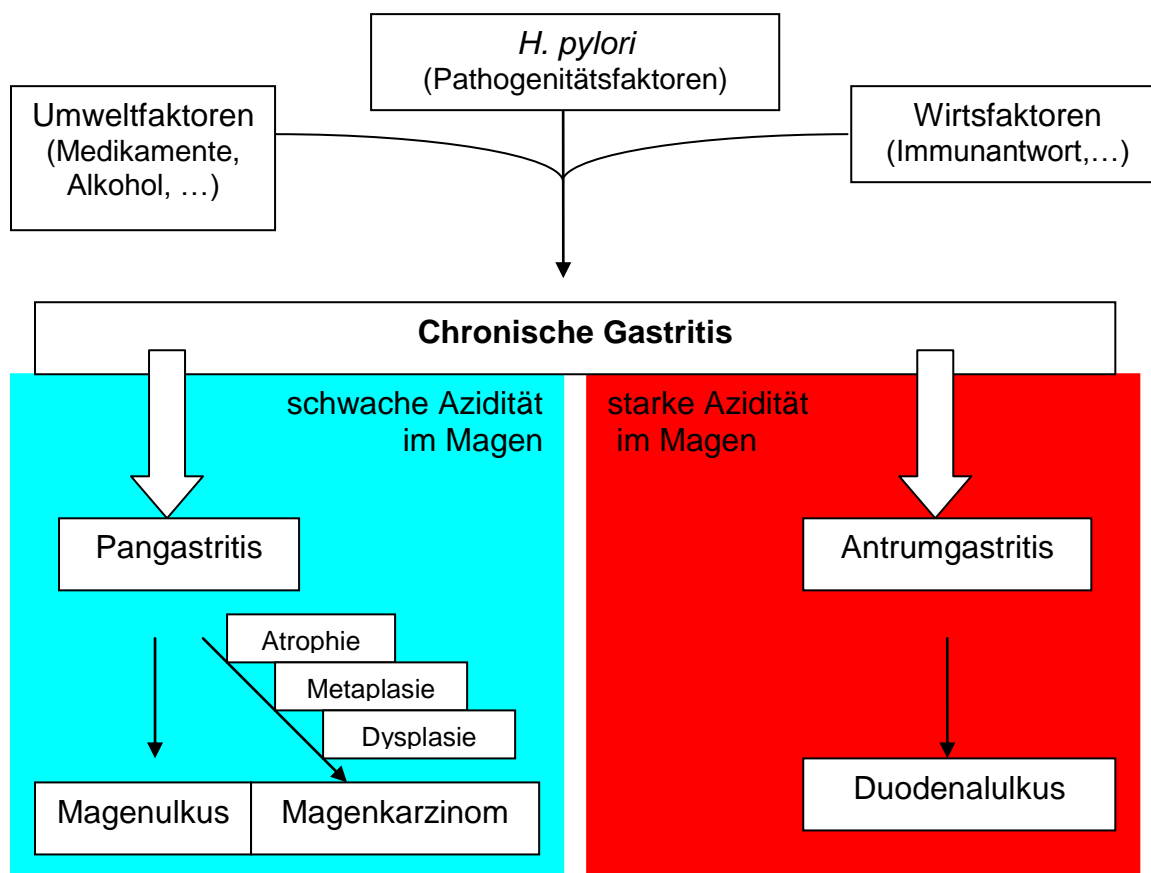 H. pylori
(Pathogenitätsfaktoren)
Umweltfaktoren
(Medikamente,
Alkohol, …)
Wirtsfaktoren
(Immunantwort,…)
Chronische Gastritis
schwache Azidität
im Magen
starke Azidität
im Magen
Pangastritis
Antrumgastritis
Atrophie
Metaplasie
Dysplasie
Magenulkus
Magenkarzinom
Duodenalulkus